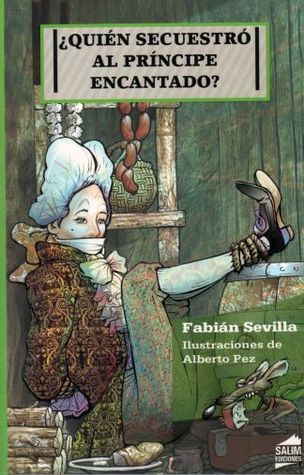 ¿QUIÉN SECUESTRÓ
AL PRÍNCIPE
ENCANTADO?
Fabián Sevilla
Ilustraciones de
Alberto Pez
SALIM
EDICIONES